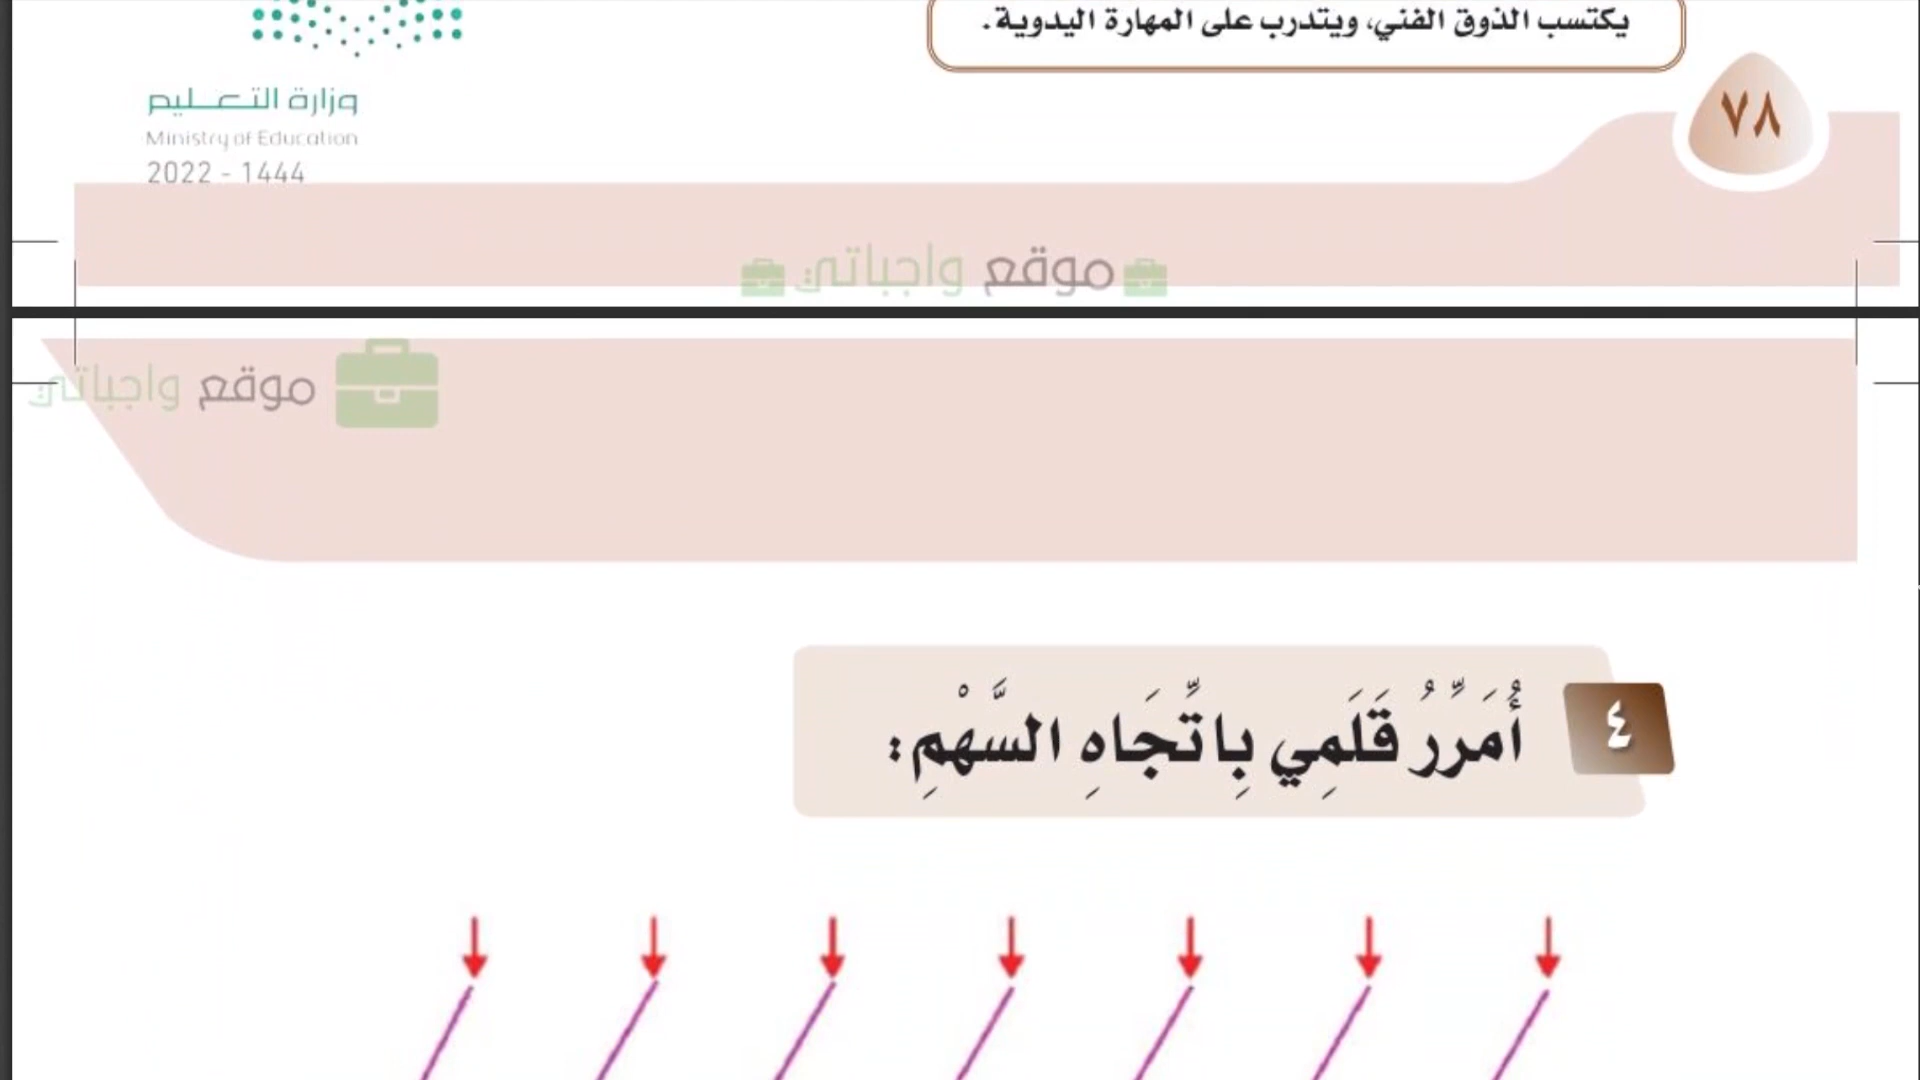 يكتسب الذوق الفني، ويتدرب على المهارة اليدوية.
وزارة التعليم
Ministry of Education
2022 - 1444
٧٨
موقع واجباتي
موقع واجباتي
٤
أُمَرِّرُ قَلَمِي بِاتِّجَاهِ السَّهْمِ: